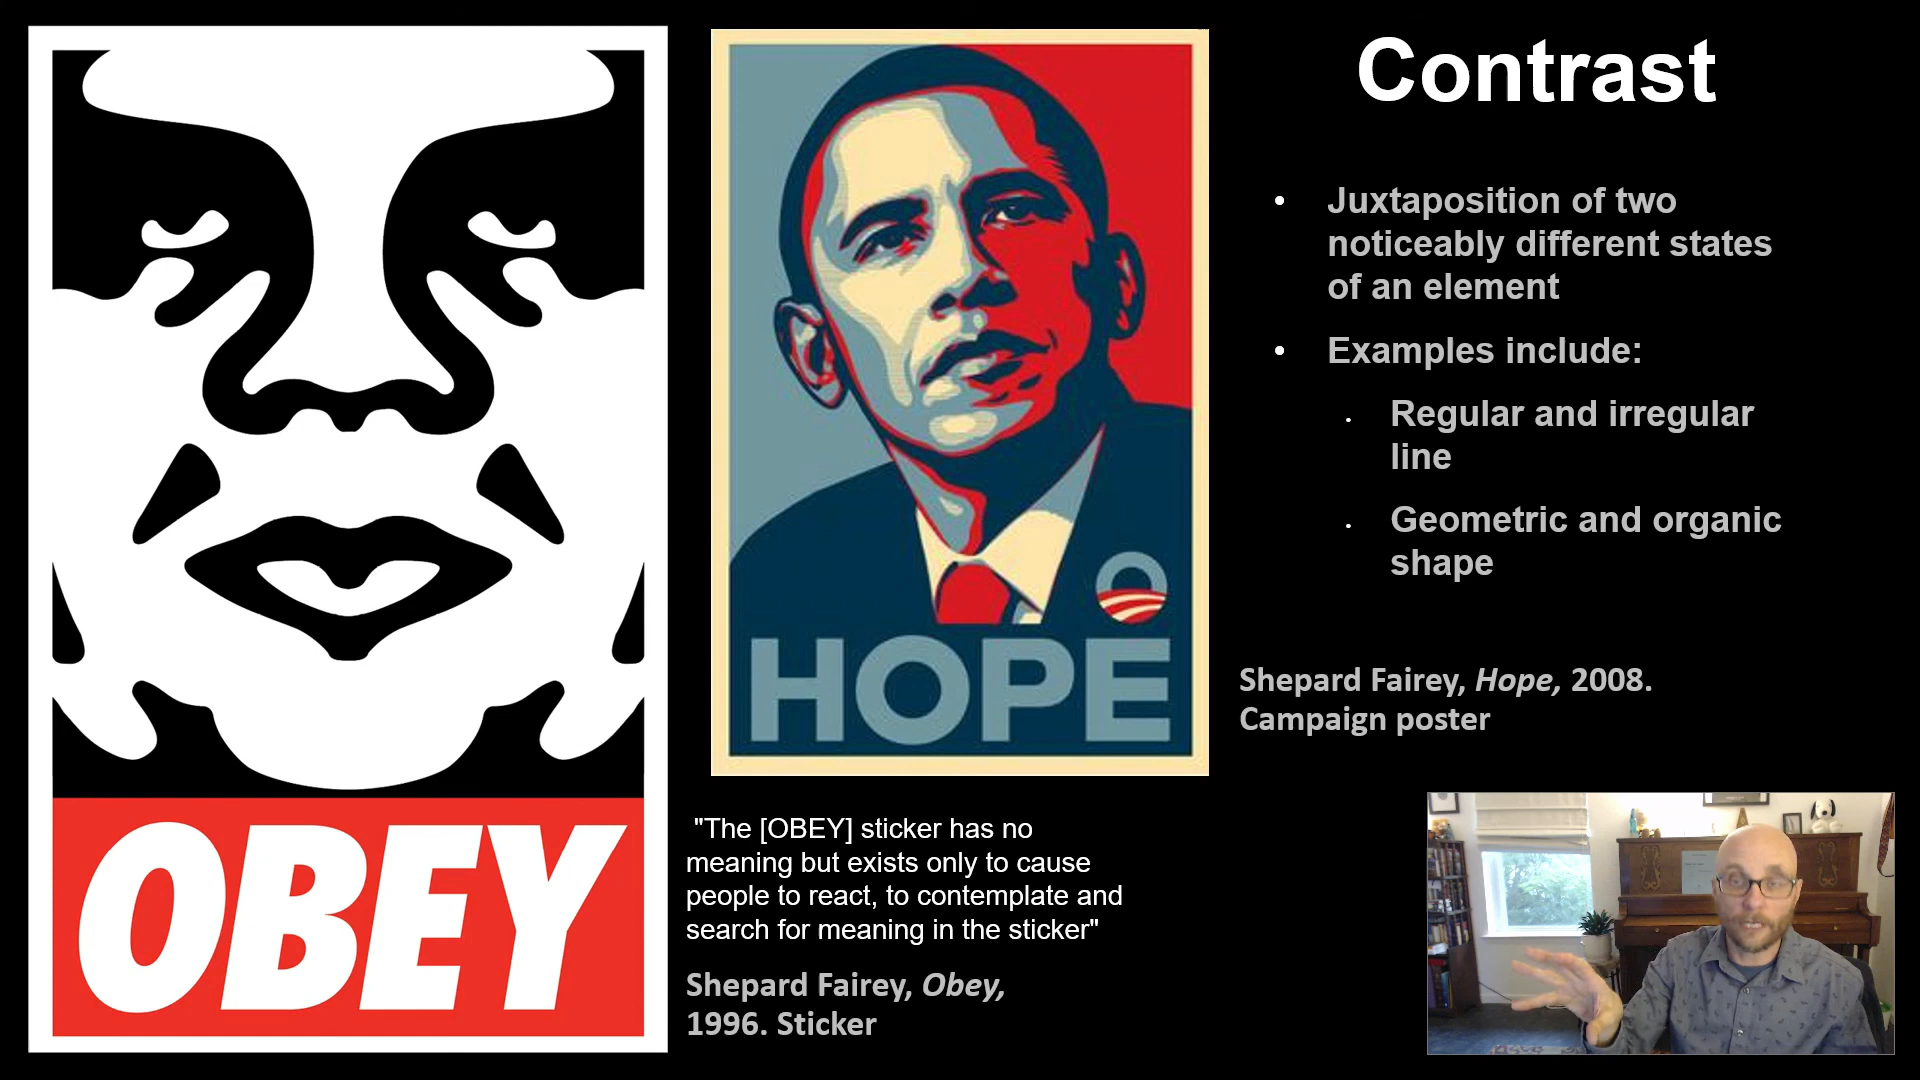 OBEY
HOPE
Contrast
• Juxtaposition of two
noticeably different states
of an element
• Examples include:
• Regular and irregular
line
• Geometric and organic
shape
Shepard Fairey, Hope, 2008.
Campaign poster
"The [OBEY] sticker has no
meaning but exists only to cause
people to react, to contemplate and
search for meaning in the sticker"
Shepard Fairey, Obey,
1996. Sticker